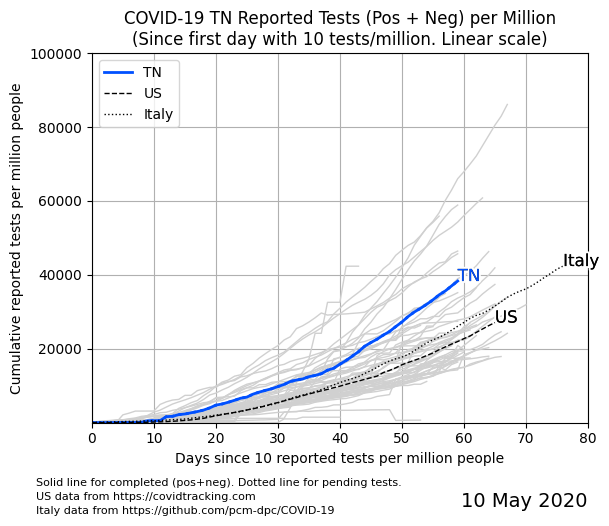 COVID-19 TN Reported Tests (Pos + Neg) per Million
(Since first day with 10 tests/million. Linear scale)
100000
80000
60000
40000
20000
Cumulative reported tests per million people
TN
US
Italy
Italy
TN
US
0 10 20 30 40 50 60 70 80
Days since 10 reported tests per million people
Solid line for completed (pos+neg). Dotted line for pending tests.
US data from https://covidtracking.com
Italy data from https://github.com/pcm-dpc/COVID-19
10 May 2020